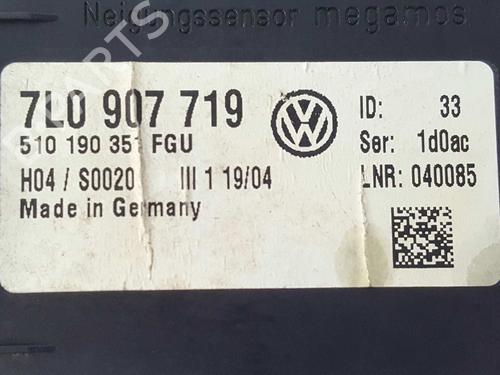 Neigungssensor megamos
7L0 907 719
510 190 351 FGU
H04 / S0020 III 1 19/04
Made in Germany
ID: 33
Ser: 1d0ac
LNR: 040085